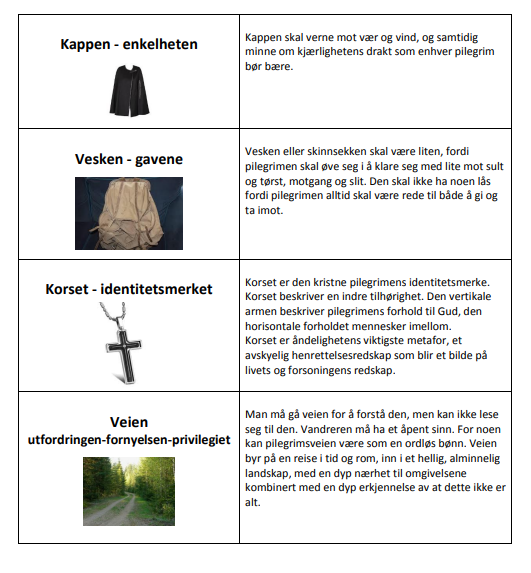 Kappen - enkelheten
Kappen skal verne mot vær og vind, og samtidig
minne om kjærlighetens drakt som enhver pilegrim
bør bære.
Vesken - gavene
Vesken eller skinnsekken skal være liten, fordi
pilegrimen skal øve seg i å klare seg med lite mot sult
og tørst, motgang og slit. Den skal ikke ha noen lås
fordi pilegrimen alltid skal være rede til både å gi og
ta imot.
Korset - identitetsmerket
Korset er den kristne pilegrimens identitetsmerke.
Korset beskriver en indre tilhørighet. Den vertikale
armen beskriver pilegrimens forhold til Gud, den
horisontale forholdet mennesker imellom.
Korset er åndelighetens viktigste metafor, et
avskyelig henrettelsesredskap som blir et bilde på
livets og forsoningens redskap.
Veien
utfordringen-fornyelsen-privilegiet
Man må gå veien for å forstå den, men kan ikke lese
seg til den. Vandreren må ha et åpent sinn. For noen
kan pilegrimsveien være som en ordløs bønn. Veien
byr på en reise i tid og rom, inn i et hellig, alminnelig
landskap, med en dyp nærhet til omgivelsene
kombinert med en dyp erkjennelse av at dette ikke er
alt.